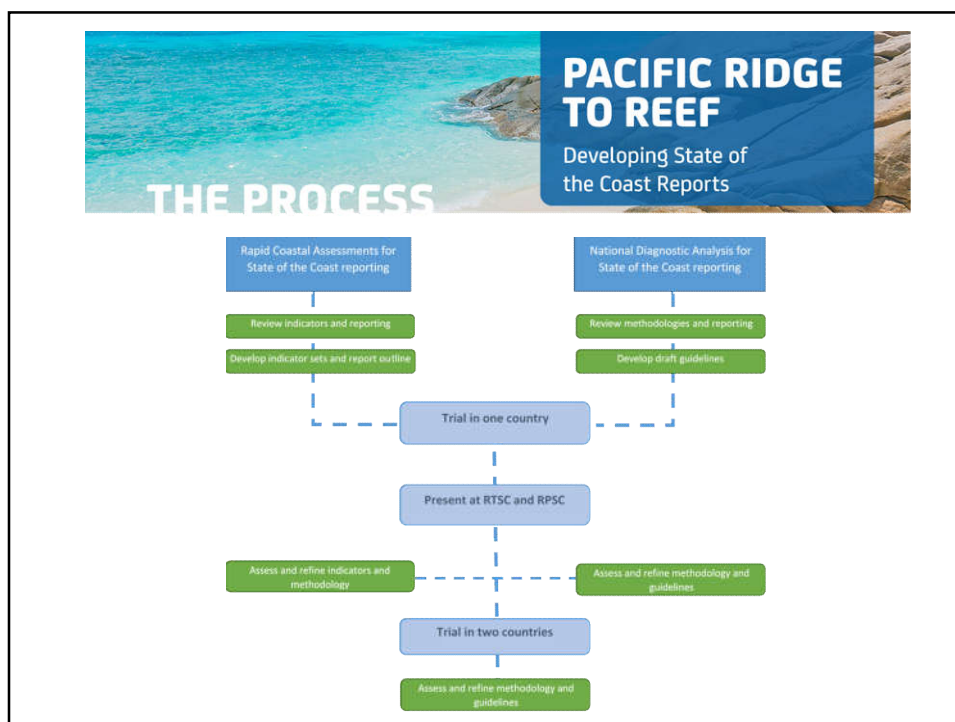 PACIFIC RIDGE
TO REEF
Developing State of
the Coast Reports
THE PROCESS
Rapid Coastal Assessments for
State of the Coast reporting
National Diagnostic Analysis for
State of the Coast reporting
Review indicators and reporting
Review methodologies and reporting
Develop indicator sets and report outline
Develop draft guidelines
Trial in one country
Present at RTSC and RPSC
Assess and refine indicators and
methodology
Assess and refine methodology and
guidelines
Trial in two countries
Assess and refine methodology and
guidelines